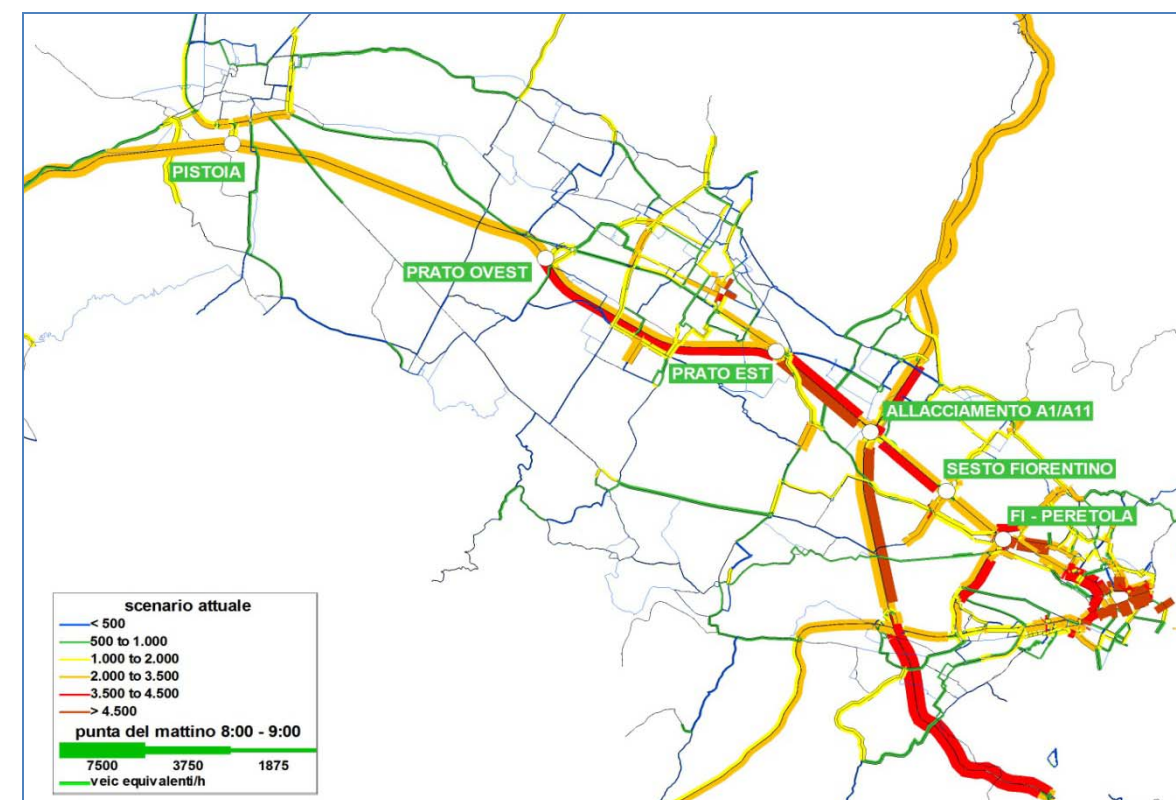 PISTOIA
PRATO OVEST
PRATO EST
ALLACCIAMENTO A1/A11
SESTO FIORENTINO
FI - PERETOLA
scenario attuale
< 500
500 to 1.000
1.000 to 2.000
2.000 to 3.500
3.500 to 4.500
> 4.500
punta del mattino 8:00 - 9:00
7500 3750 1875
veic equivalenti/h